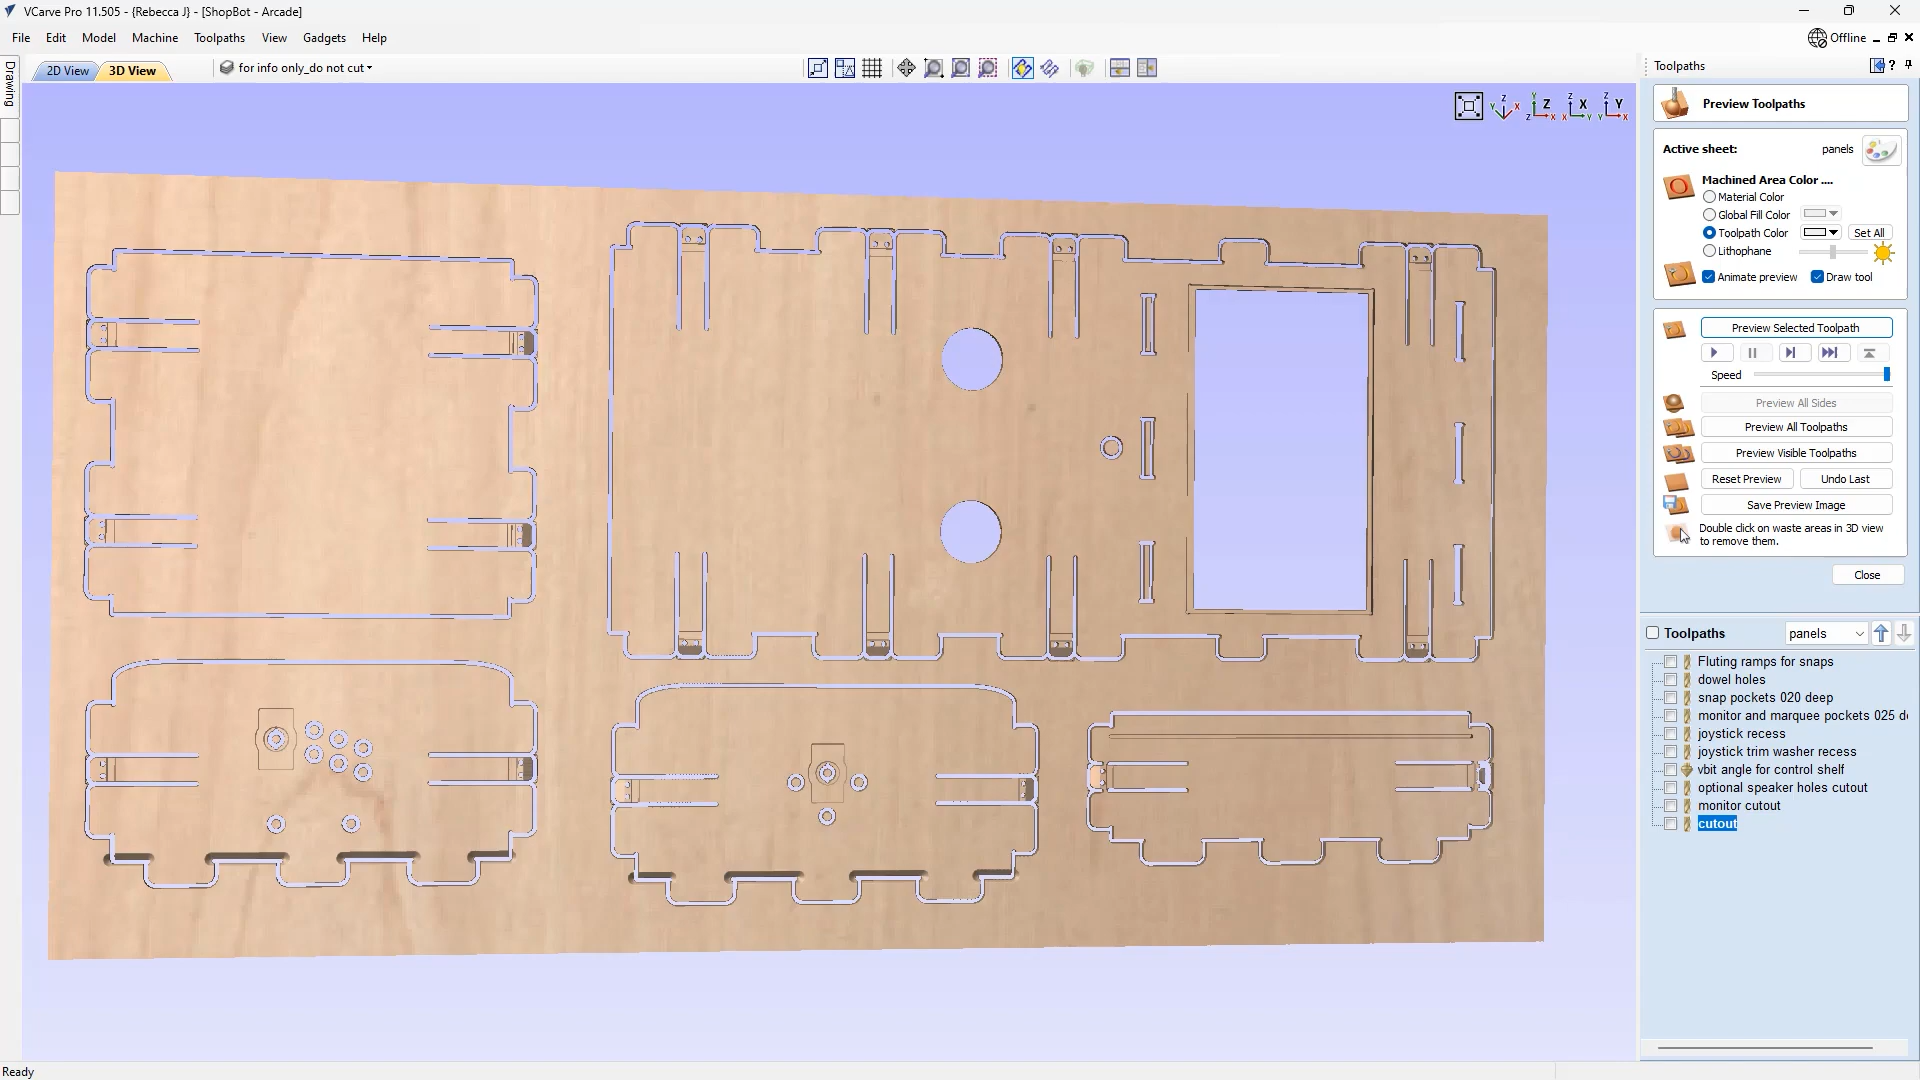 VCarve Pro 11.505 - {Rebecca J} - [ShopBot - Arcade]
File Edit Model Machine Toolpaths View Gadgets Help
Offline
Drawing
2D View 3D View for info only_do not cut
Toolpaths
Preview Toolpaths
Active sheet: panels
Machined Area Color ....
Material Color
Global Fill Color
Toolpath Color Set All
Lithophane
Animate preview Draw tool
Preview Selected Toolpath
Speed
Preview All Sides
Preview All Toolpaths
Preview Visible Toolpaths
Reset Preview Undo Last
Save Preview Image
Double click on waste areas in 3D view
to remove them.
Close
Toolpaths panels
Fluting ramps for snaps
dowel holes
snap pockets 020 deep
monitor and marquee pockets 025 d
joystick recess
joystick trim washer recess
vbit angle for control shelf
optional speaker holes cutout
monitor cutout
cutout
Z Y X
Y Z Z X
Z X X Y
Z Y Y X
Ready